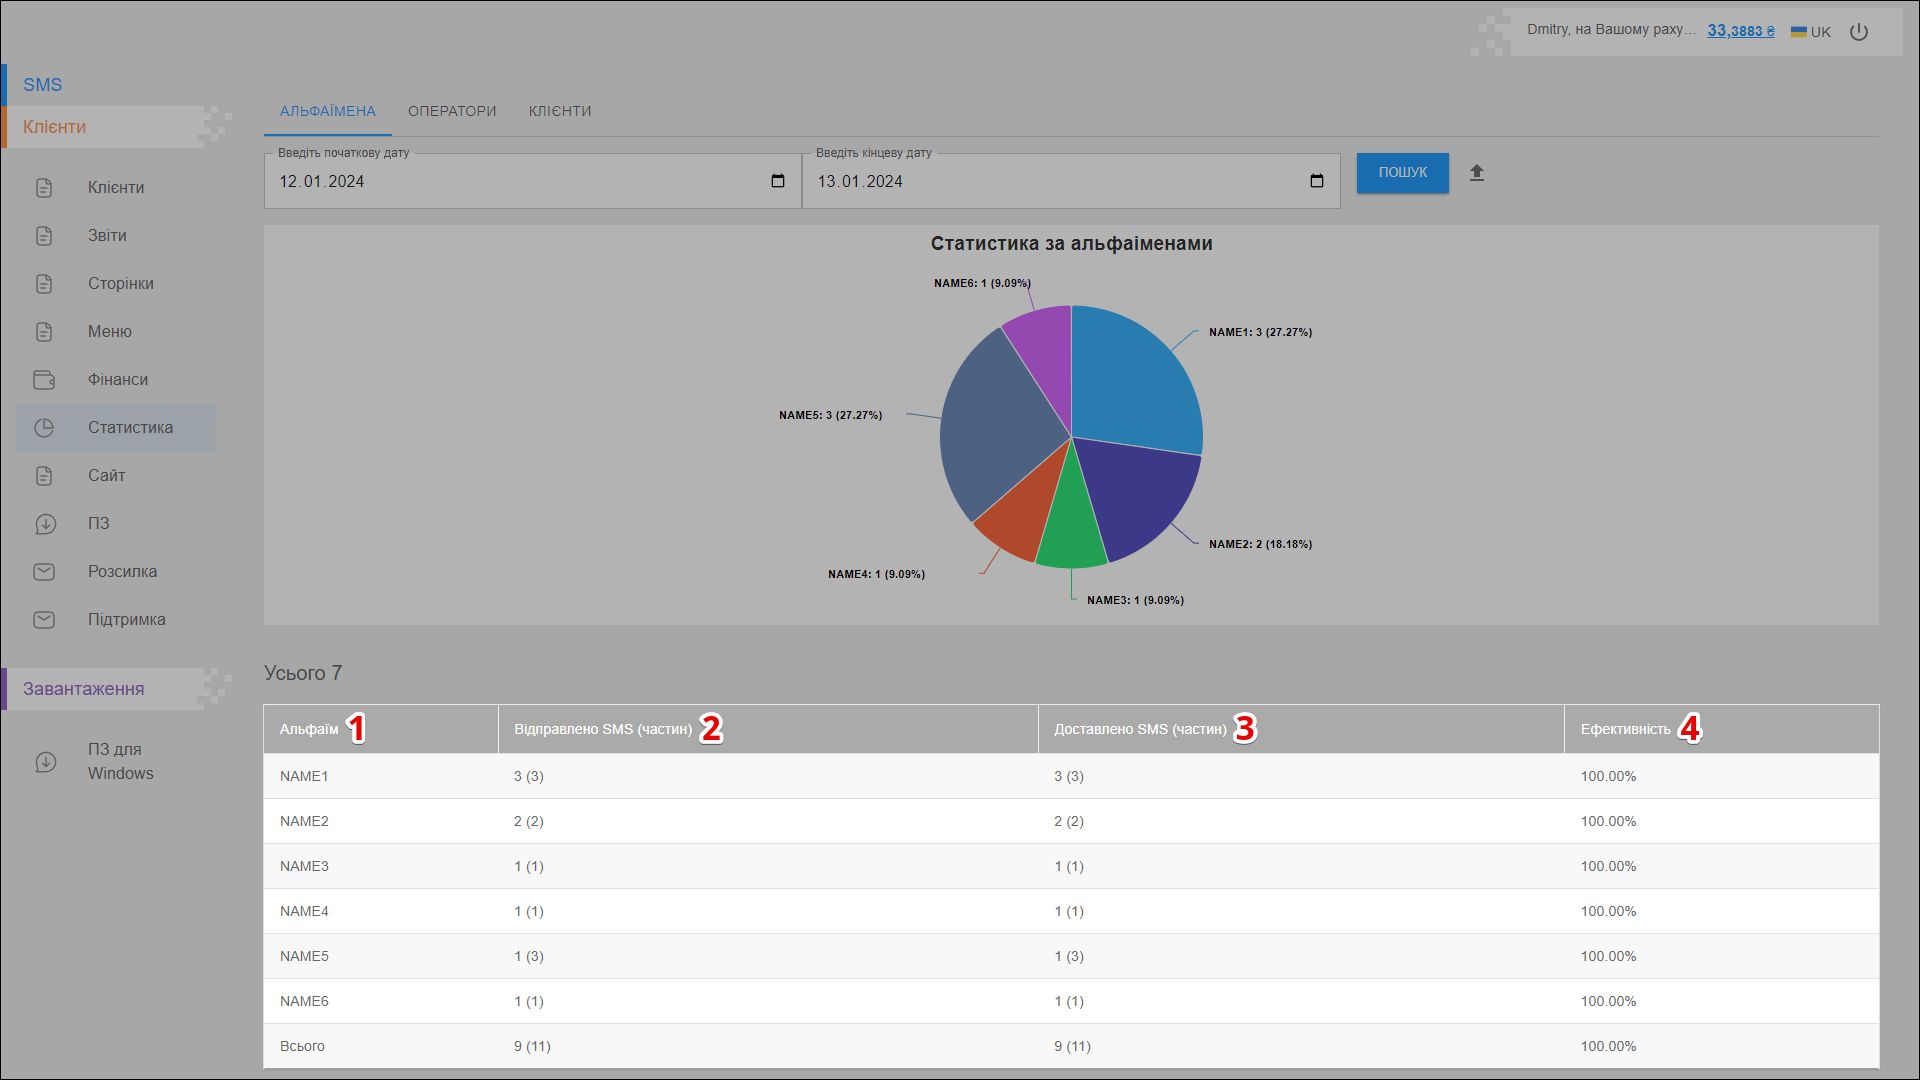 Dmitry, на Вашому раху... 33,3883 ₴ UK
SMS
Клієнти
Клієнти
Звіти
Сторінки
Меню
Фінанси
Статистика
Сайт
ПЗ
Розсилка
Підтримка
Завантаження
ПЗ для
Windows
АЛЬФАІМЕНА ОПЕРАТОРИ КЛІЄНТИ
Введіть початкову дату
12.01.2024
Введіть кінцеву дату
13.01.2024
ПОШУК
Статистика за альфаіменами
NAME6: 1 (9.09%)
NAME1: 3 (27.27%)
NAME5: 3 (27.27%)
NAME2: 2 (18.18%)
NAME4: 1 (9.09%)
NAME3: 1 (9.09%)
Усього 7
Альфаім 1 Відправлено SMS (частин) 2 Доставлено SMS (частин) 3 Ефективність 4
NAME1 3 (3) 3 (3) 100.00%
NAME2 2 (2) 2 (2) 100.00%
NAME3 1 (1) 1 (1) 100.00%
NAME4 1 (1) 1 (1) 100.00%
NAME5 1 (3) 1 (3) 100.00%
NAME6 1 (1) 1 (1) 100.00%
Всього 9 (11) 9 (11) 100.00%